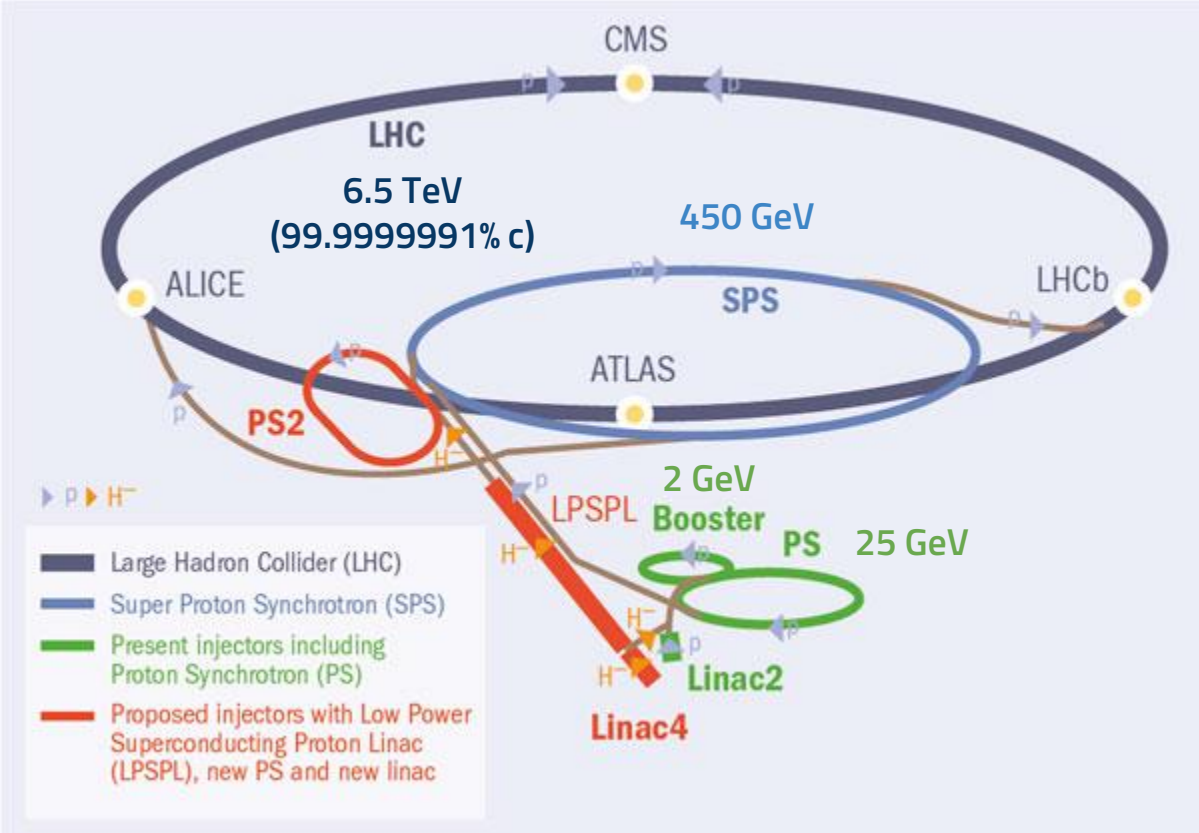 CMS
p
p
LHC
6.5 TeV
(99.9999991% c)
450 GeV
p
SPS
ALICE
LHCb
p
p
ATLAS
p
PS2
H⁻
2 GeV
p
LPSPL
Booster
PS
25 GeV
p
H⁻
p H⁻
Large Hadron Collider (LHC)
Super Proton Synchrotron (SPS)
Present injectors including
Proton Synchrotron (PS)
Proposed injectors with Low Power
Superconducting Proton Linac
(LPSPL), new PS and new linac
H⁻
p
p
H⁻
Linac2
Linac4